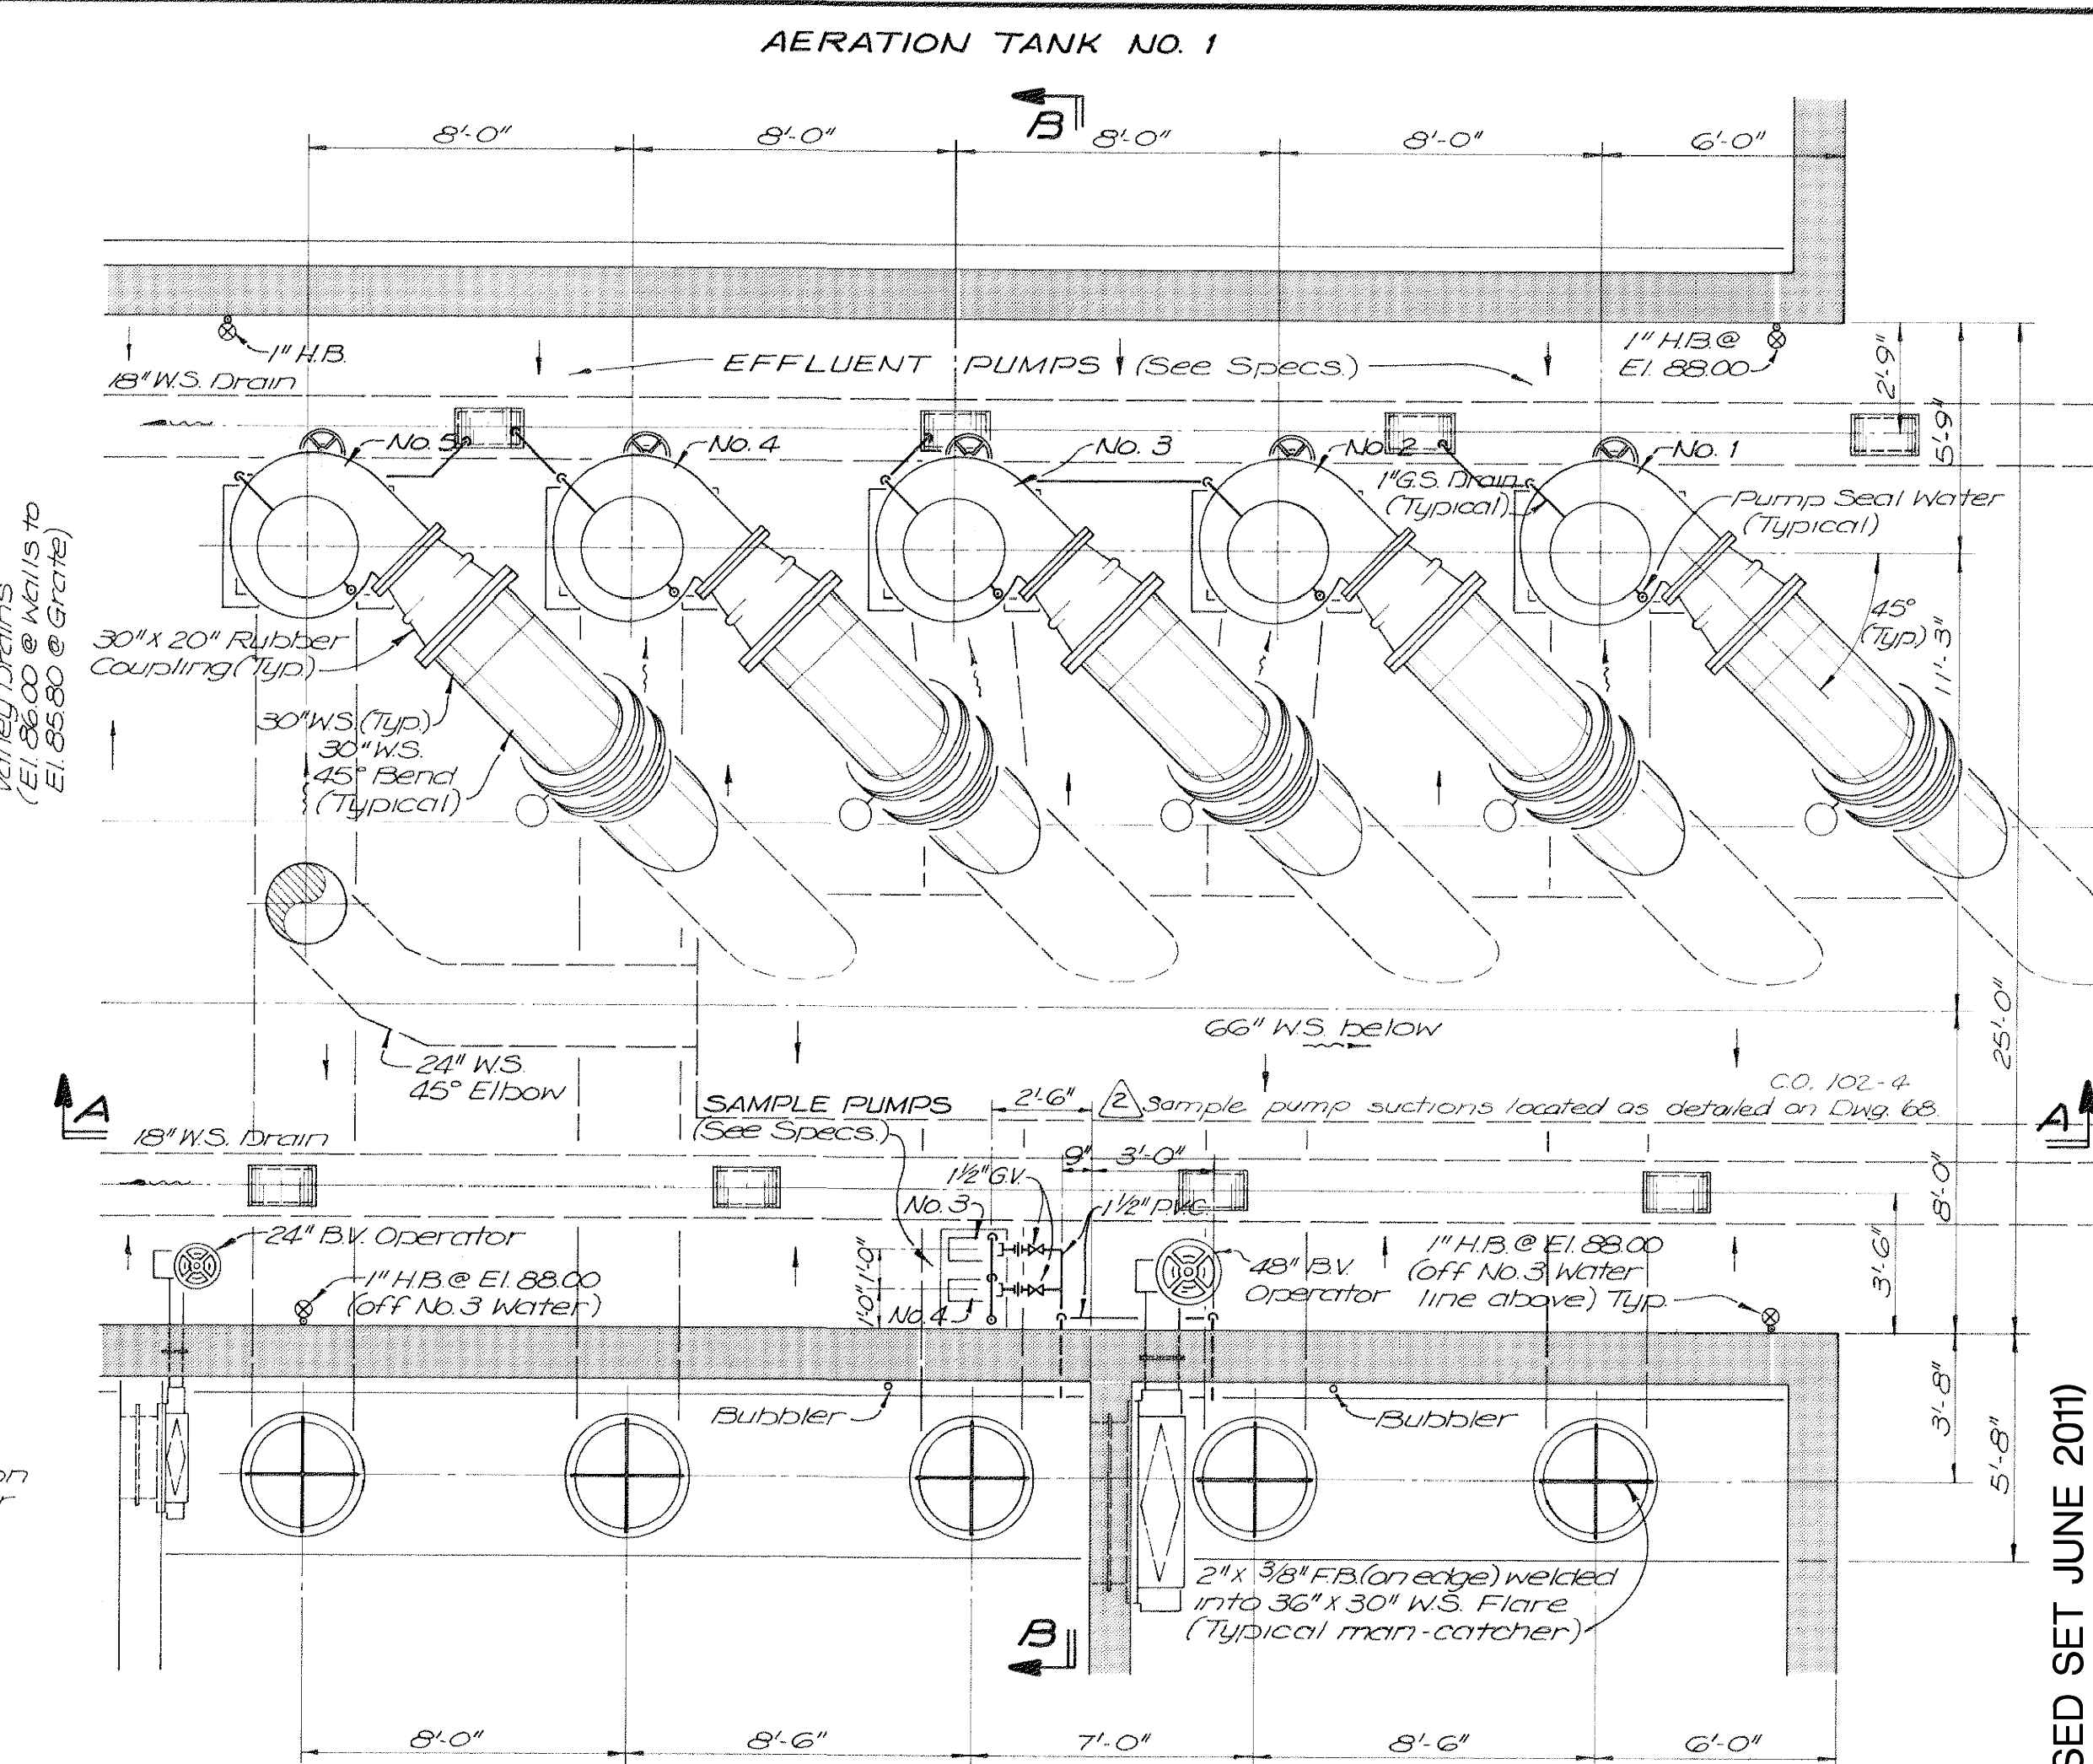 AERATION TANK NO. 1
B
8'-0"
8'-0"
8'-0"
8'-0"
6'-0"
1" H.B.
18" W.S. Drain
EFFLUENT PUMPS (See Specs.)
1" H.B. @
El. 88.00
2'-9"
5'-9"
No. 5
No. 4
No. 3
No. 2
No. 1
1" G.S. Drain
(Typical)
Pump Seal Water
(Typical)
(El. 86.00 @ Walls to
El. 85.80 @ Grate)
30" X 20" Rubber
Coupling (Typ.)
45°
(Typ.)
11'-3"
30" W.S. (Typ.)
30" W.S.
45° Bend
(Typical)
25'-0"
66" W.S. below
24" W.S.
45° Elbow
A
SAMPLE PUMPS
(See Specs.)
2'-6"
2
C.O. 102-4
Sample pump suctions located as detailed on Dwg. 68.
A
18" W.S. Drain
9"
3'-0"
1 1/2" G.V.
No. 3
1 1/2" P.V.C.
8'-0"
3'-6"
24" B.V. Operator
1" H.B. @ El. 88.00
(off No. 3 Water)
1'-0"
1'-0"
No. 4
48" B.V.
Operator
1" H.B. @ El. 88.00
(off No. 3 Water
line above) Typ.
Bubbler
Bubbler
3'-8"
5'-8"
2" X 3/8" F.B. (on edge) welded
into 36" X 30" W.S. Flare
(Typical man-catcher)
B
8'-0"
8'-6"
7'-0"
8'-6"
6'-0"
SED SET JUNE 2011)